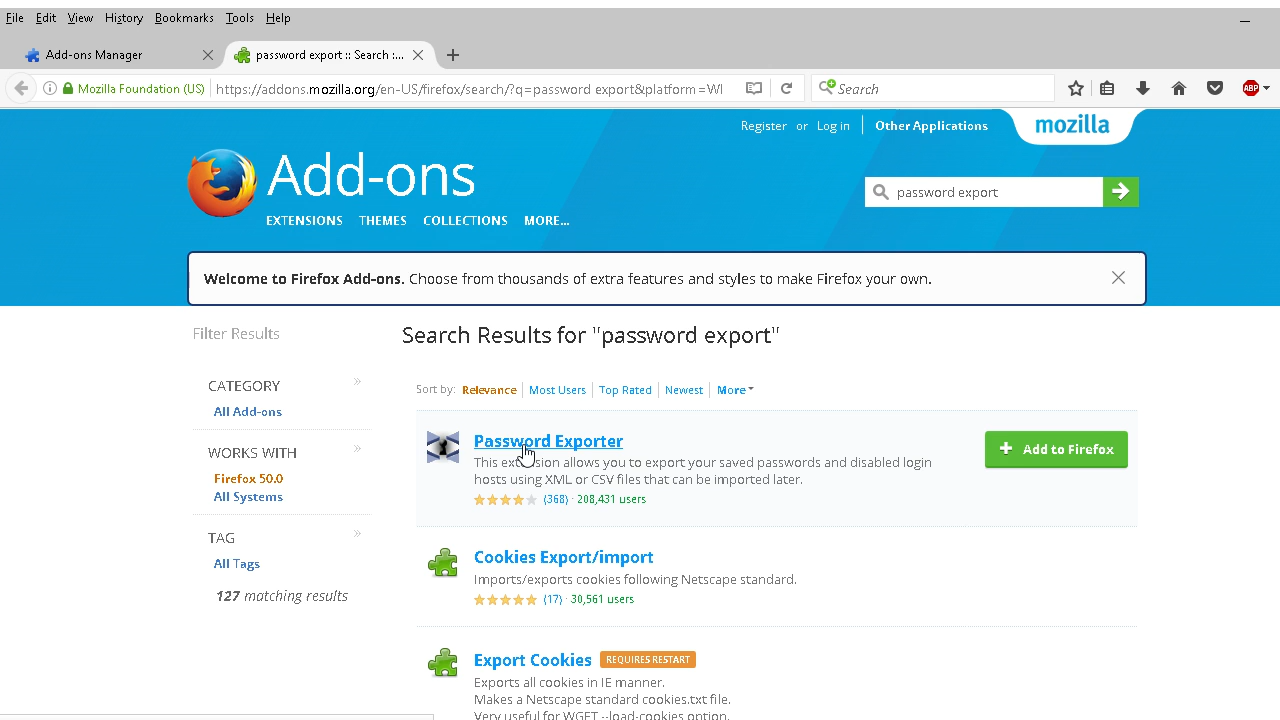 File Edit View History Bookmarks Tools Help
Add-ons Manager
password export :: Search :...
Mozilla Foundation (US)
https://addons.mozilla.org/en-US/firefox/search/?q=password export&platform=WI
Search
ABP
Register or Log in
Other Applications
mozilla
Add-ons
EXTENSIONS THEMES COLLECTIONS MORE...
password export
Welcome to Firefox Add-ons. Choose from thousands of extra features and styles to make Firefox your own.
Filter Results
CATEGORY »
All Add-ons
WORKS WITH »
Firefox 50.0
All Systems
TAG »
All Tags
127 matching results
Search Results for "password export"
Sort by: Relevance Most Users Top Rated Newest More
Password Exporter
This extension allows you to export your saved passwords and disabled login
hosts using XML or CSV files that can be imported later.
(368) · 208,431 users
+ Add to Firefox
Cookies Export/import
Imports/exports cookies following Netscape standard.
(17) · 30,561 users
Export Cookies REQUIRES RESTART
Exports all cookies in IE manner.
Makes a Netscape standard cookies.txt file.
Very useful for WGET --load-cookies option.